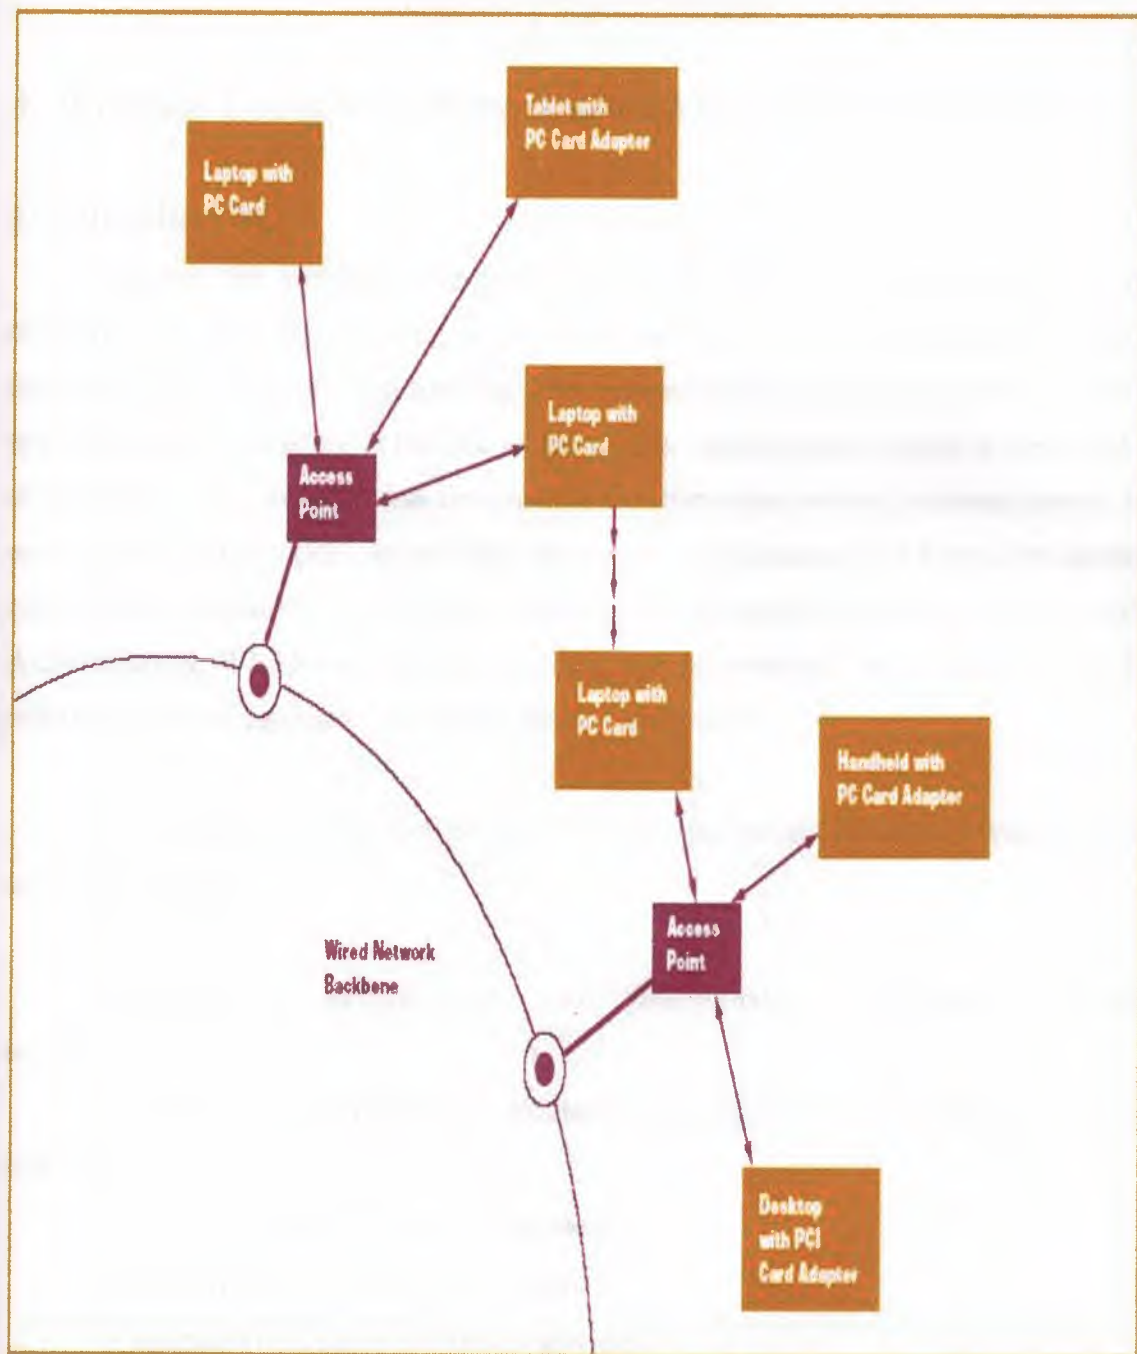 Tablet with
PC Card Adapter
Laptop with
PC Card
Laptop with
PC Card
Access
Point
Laptop with
PC Card
Handheld with
PC Card Adapter
Access
Point
Wired Network
Backbone
Desktop
with PCI
Card Adapter